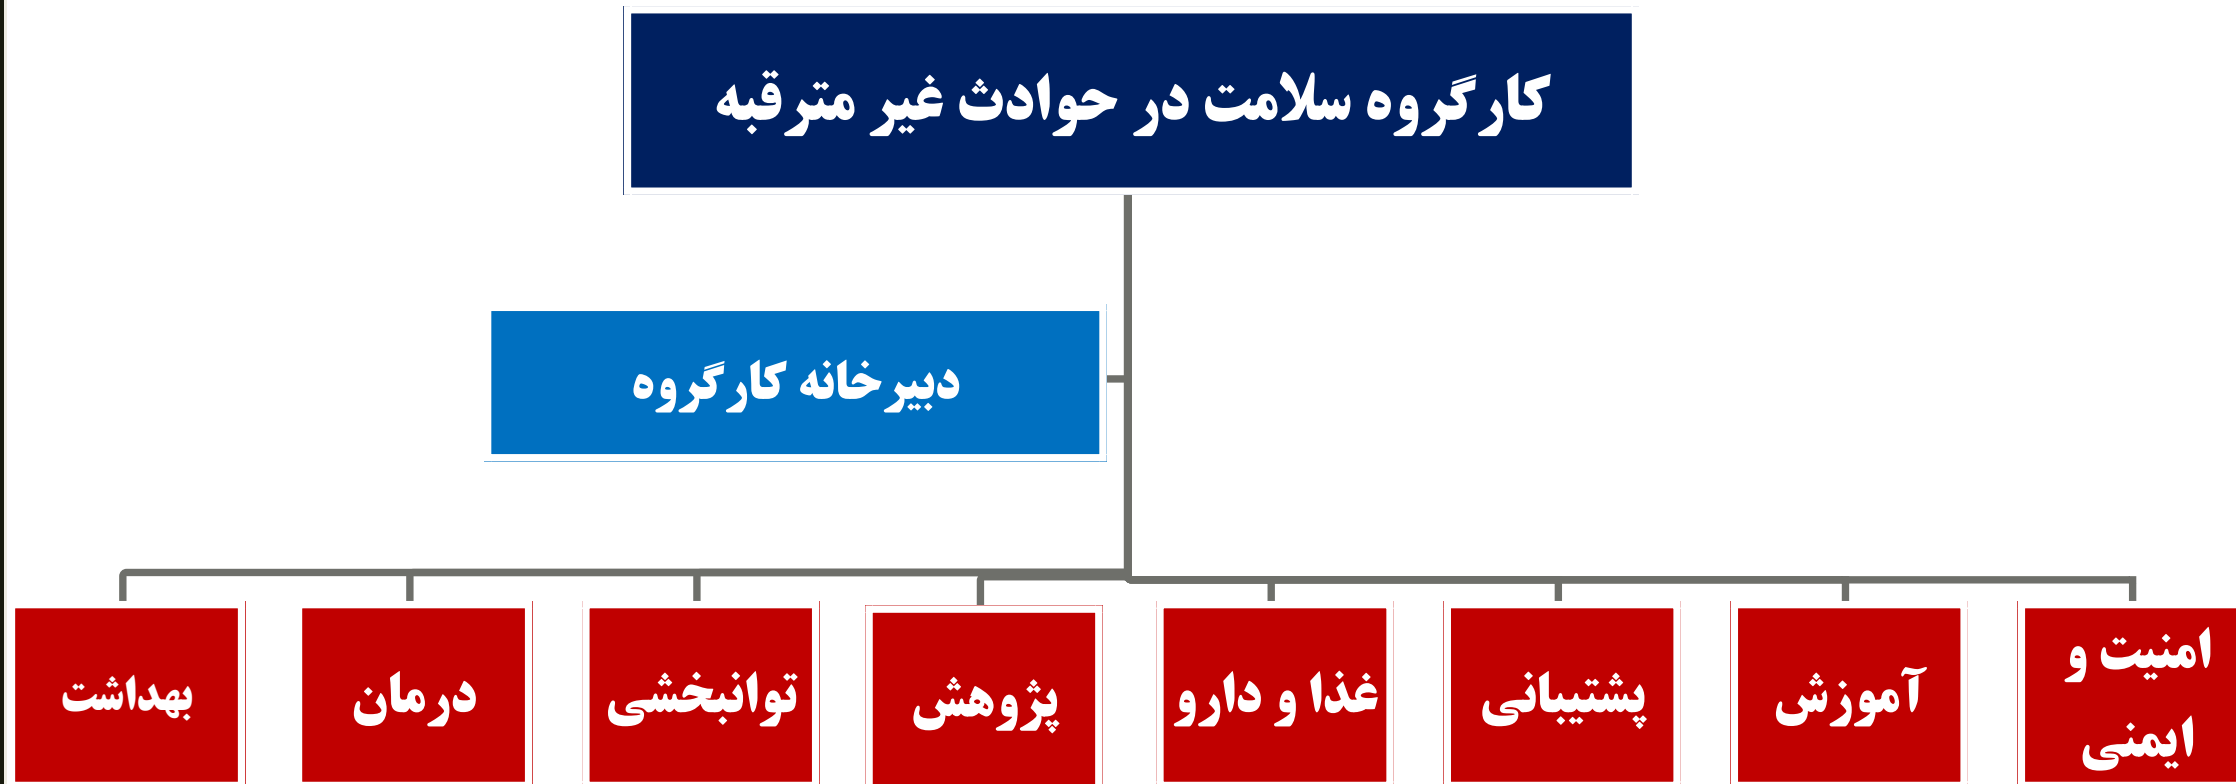 کارگروه سلامت در حوادث غیر مترقبه
دبیرخانه کارگروه
امنیت و
ایمنی
آموزش
پشتیبانی
غذا و دارو
پژوهش
توانبخشی
درمان
بهداشت